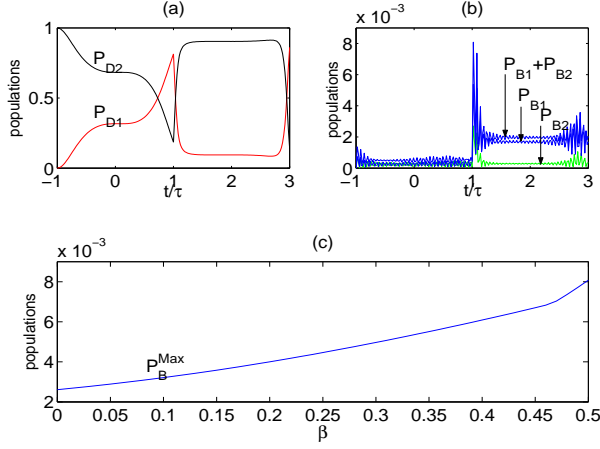 (a)
populations
1
0.5
0
P_D2
P_D1
−1 0 1 2 3
t/τ
(b)
x 10^−3
populations
8
6
4
2
0
P_B1+P_B2
P_B1
P_B2
−1 0 1 2 3
t/τ
(c)
x 10^−3
populations
8
6
4
2
P_B^Max
0 0.05 0.1 0.15 0.2 0.25 0.3 0.35 0.4 0.45 0.5
β